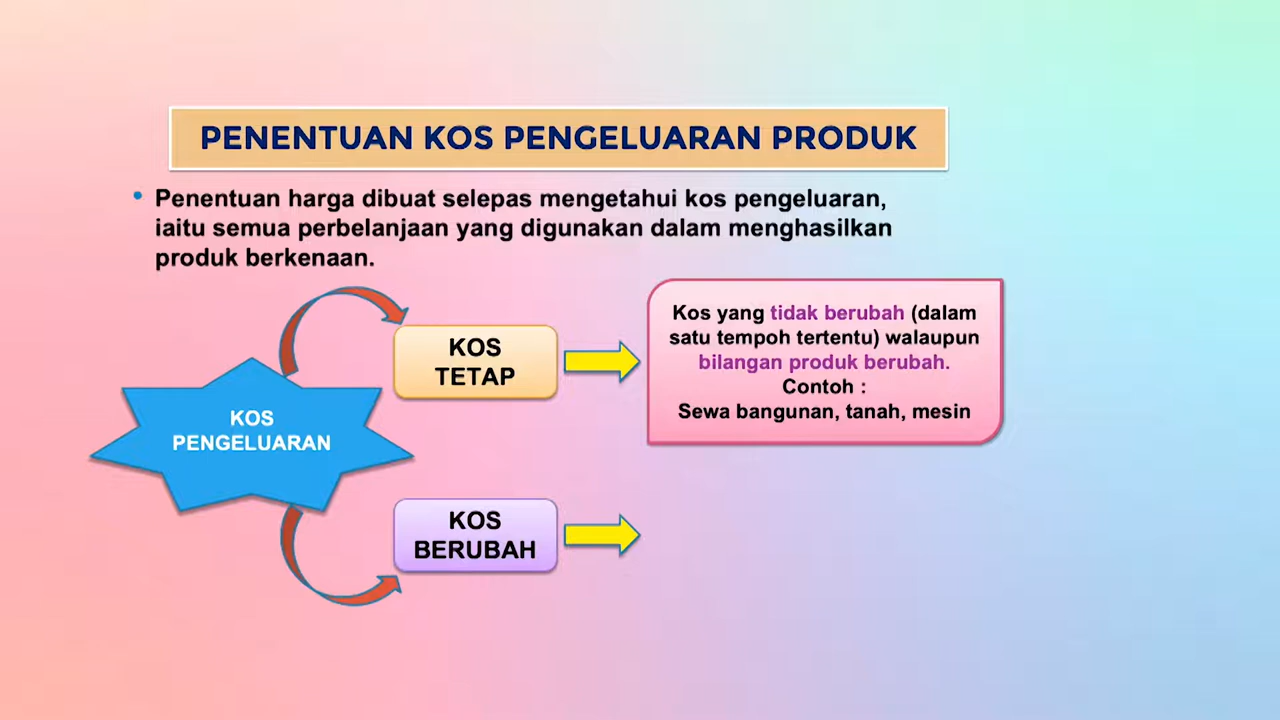 PENENTUAN KOS PENGELUARAN PRODUK
• Penentuan harga dibuat selepas mengetahui kos pengeluaran,
iaitu semua perbelanjaan yang digunakan dalam menghasilkan
produk berkenaan.
KOS
PENGELUARAN
KOS
TETAP
Kos yang tidak berubah (dalam
satu tempoh tertentu) walaupun
bilangan produk berubah.
Contoh :
Sewa bangunan, tanah, mesin
KOS
BERUBAH